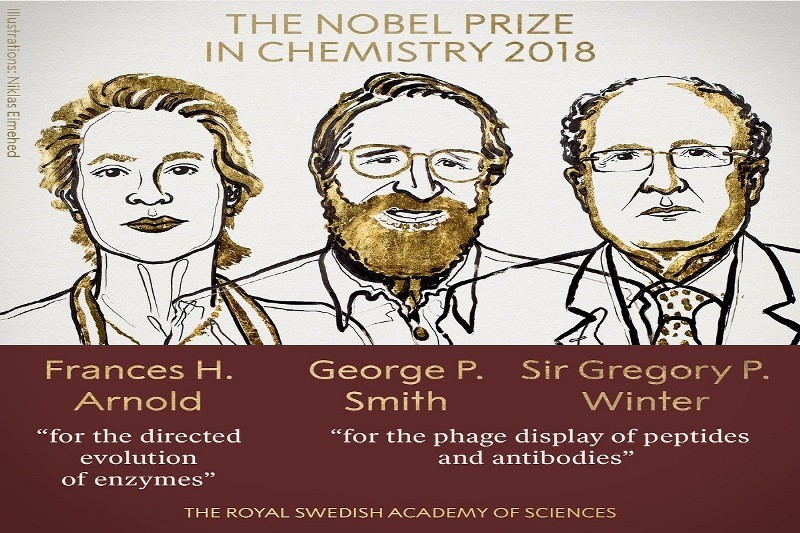 THE NOBEL PRIZE
IN CHEMISTRY 2018
Illustrations: Niklas Elmehed
Frances H.
Arnold
George P.
Smith
Sir Gregory P.
Winter
“for the directed
evolution
of enzymes”
“for the phage display of peptides
and antibodies”
THE ROYAL SWEDISH ACADEMY OF SCIENCES